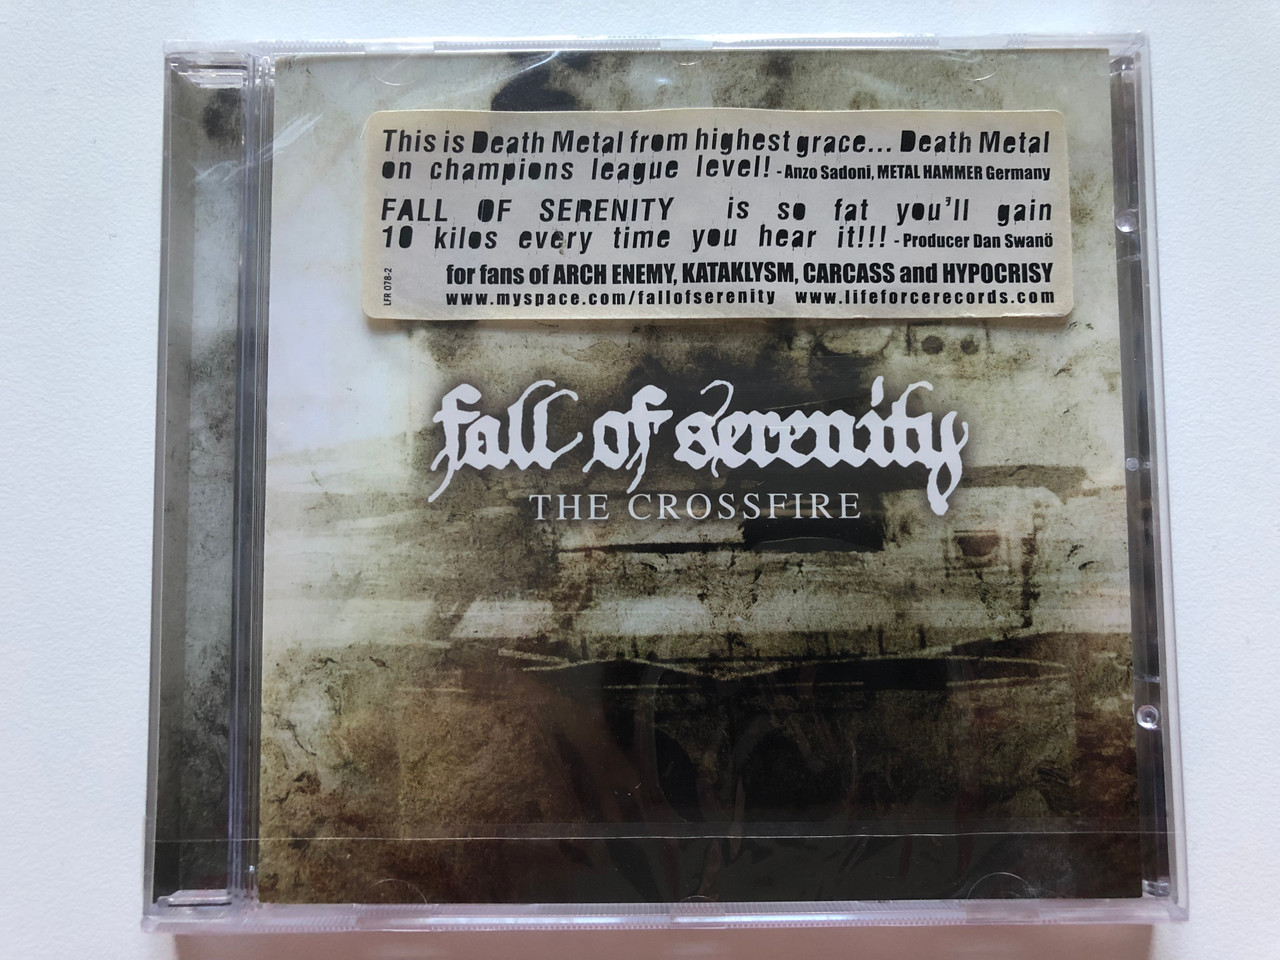 This is Death Metal from highest grace... Death Metal
on champions league level! - Anzo Sadoni, METAL HAMMER Germany
FALL OF SERENITY is so fat you'll gain
10 kilos every time you hear it!!! - Producer Dan Swanö
for fans of ARCH ENEMY, KATAKLYSM, CARCASS and HYPOCRISY
www.myspace.com/fallofserenity www.lifeforcerecords.com
LFR 078-2
fall of serenity
THE CROSSFIRE